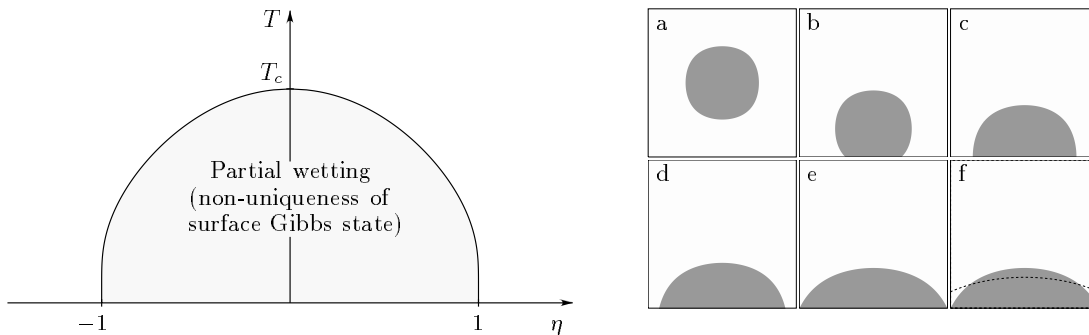 T
T_c
Partial wetting
(non-uniqueness of
surface Gibbs state)
−1
1
η
a
b
c
d
e
f